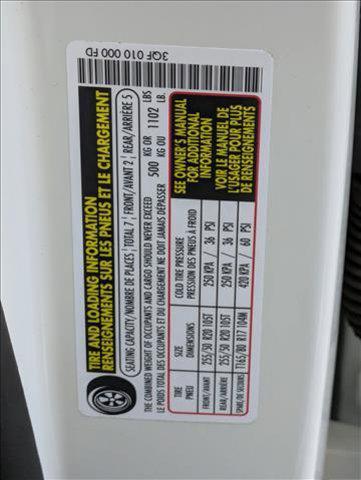 3QF 010 000 FD
TIRE AND LOADING INFORMATION
RENSEIGNEMENTS SUR LES PNEUS ET LE CHARGEMENT
SEATING CAPACITY/NOMBRE DE PLACES | TOTAL 7 | FRONT/AVANT 2 | REAR/ARRIÈRE 5
THE COMBINED WEIGHT OF OCCUPANTS AND CARGO SHOULD NEVER EXCEED 500 KG OR 1102 LBS
LE POIDS TOTAL DES OCCUPANTS ET DU CHARGEMENT NE DOIT JAMAIS DÉPASSER 500 KG OU 1102 LB.
TIRE SIZE COLD TIRE PRESSURE
PNEU DIMENSIONS PRESSION DES PNEUS À FROID
FRONT/AVANT 255/50 R20 105T 250 KPA / 36 PSI
REAR/ARRIÈRE 255/50 R20 105T 250 KPA / 36 PSI
SPARE/DE SECOURS T165/80 R17 104M 420 KPA / 60 PSI
SEE OWNER'S MANUAL
FOR ADDITIONAL
INFORMATION
VOIR LE MANUEL DE
L'USAGER POUR PLUS
DE RENSEIGNEMENTS